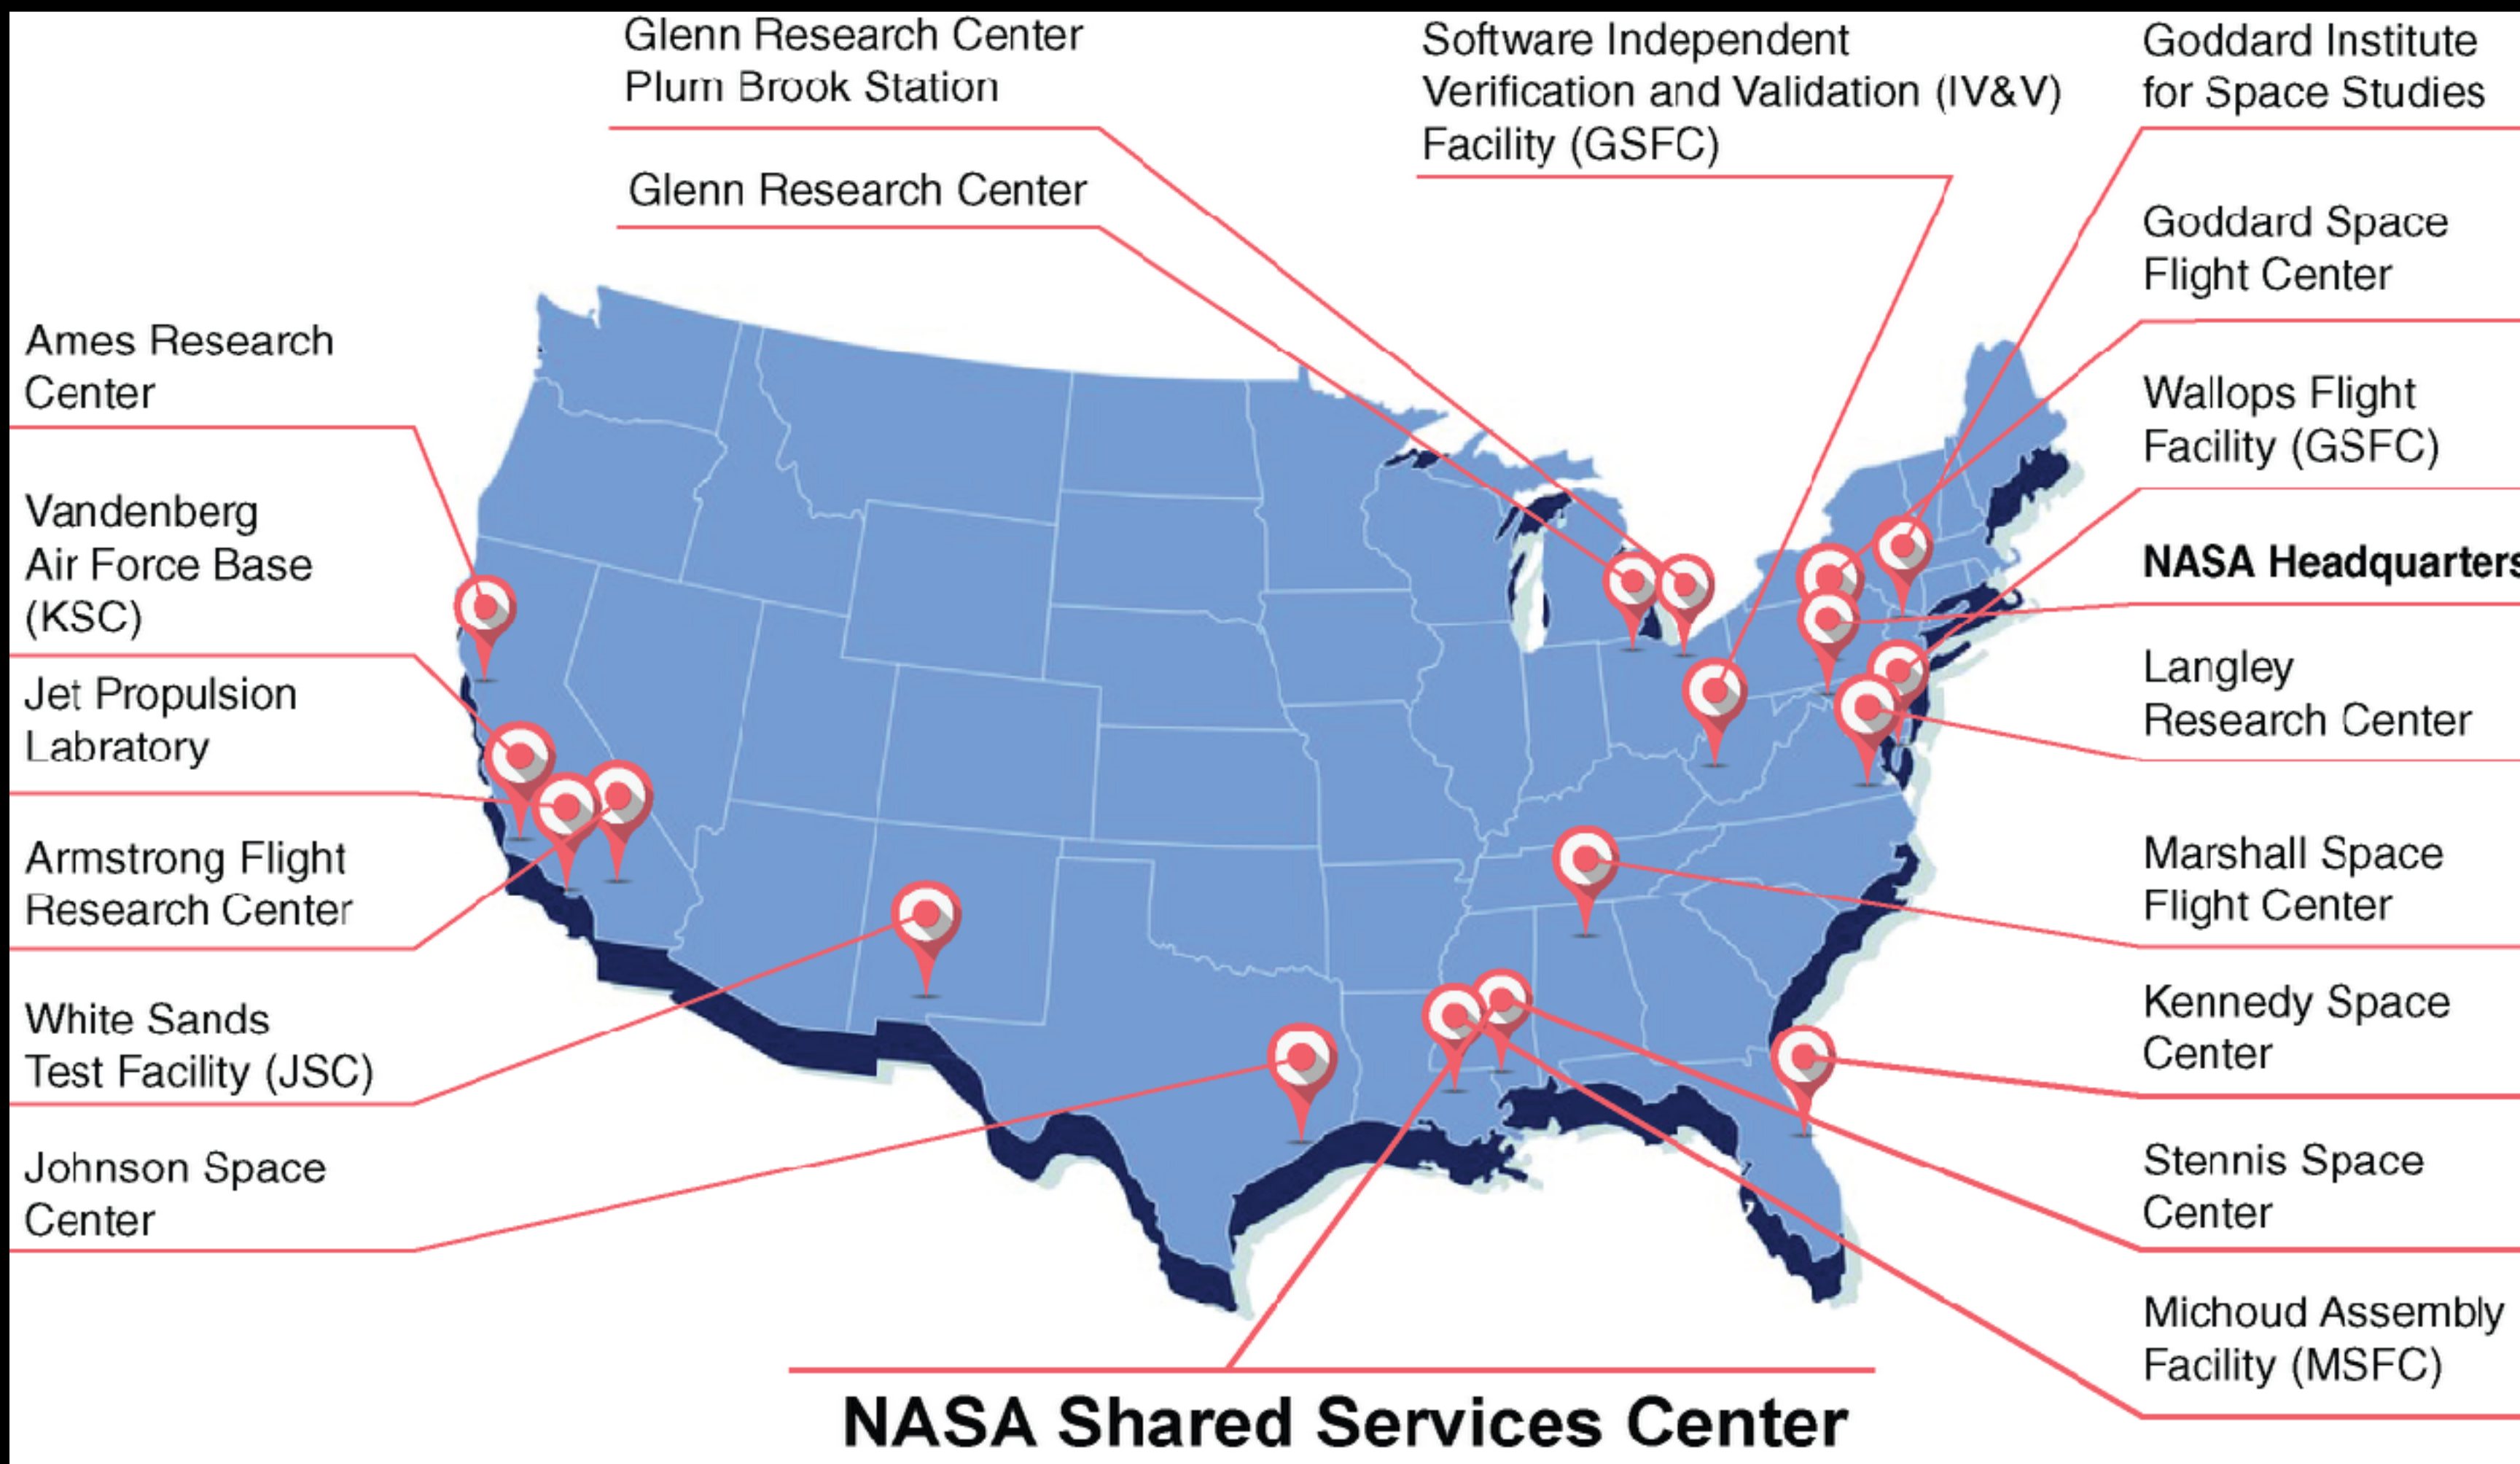 Glenn Research Center
Plum Brook Station
Glenn Research Center
Software Independent
Verification and Validation (IV&V)
Facility (GSFC)
Goddard Institute
for Space Studies
Goddard Space
Flight Center
Wallops Flight
Facility (GSFC)
NASA Headquarters
Langley
Research Center
Marshall Space
Flight Center
Kennedy Space
Center
Stennis Space
Center
Michoud Assembly
Facility (MSFC)
Ames Research
Center
Vandenberg
Air Force Base
(KSC)
Jet Propulsion
Labratory
Armstrong Flight
Research Center
White Sands
Test Facility (JSC)
Johnson Space
Center
NASA Shared Services Center